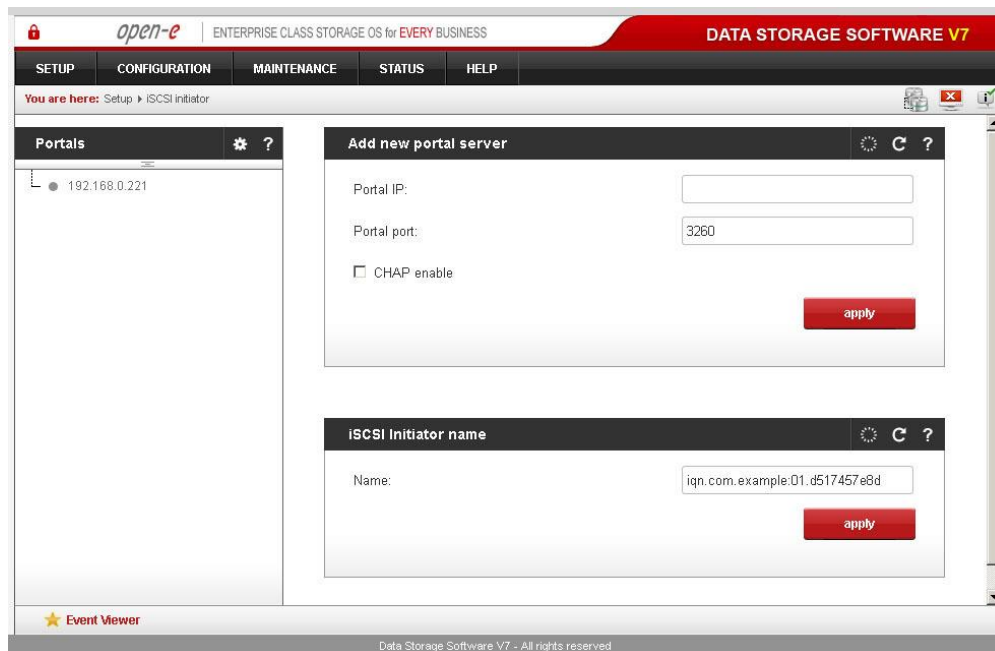 open-e ENTERPRISE CLASS STORAGE OS for EVERY BUSINESS DATA STORAGE SOFTWARE V7
SETUP CONFIGURATION MAINTENANCE STATUS HELP
You are here: Setup iSCSI initiator
Portals ?
192.168.0.221
Add new portal server ?
Portal IP:
Portal port: 3260
CHAP enable
apply
iSCSI Initiator name ?
Name: iqn.com.example:01.d517457e8d
apply
Event Viewer
Data Storage Software V7 - All rights reserved